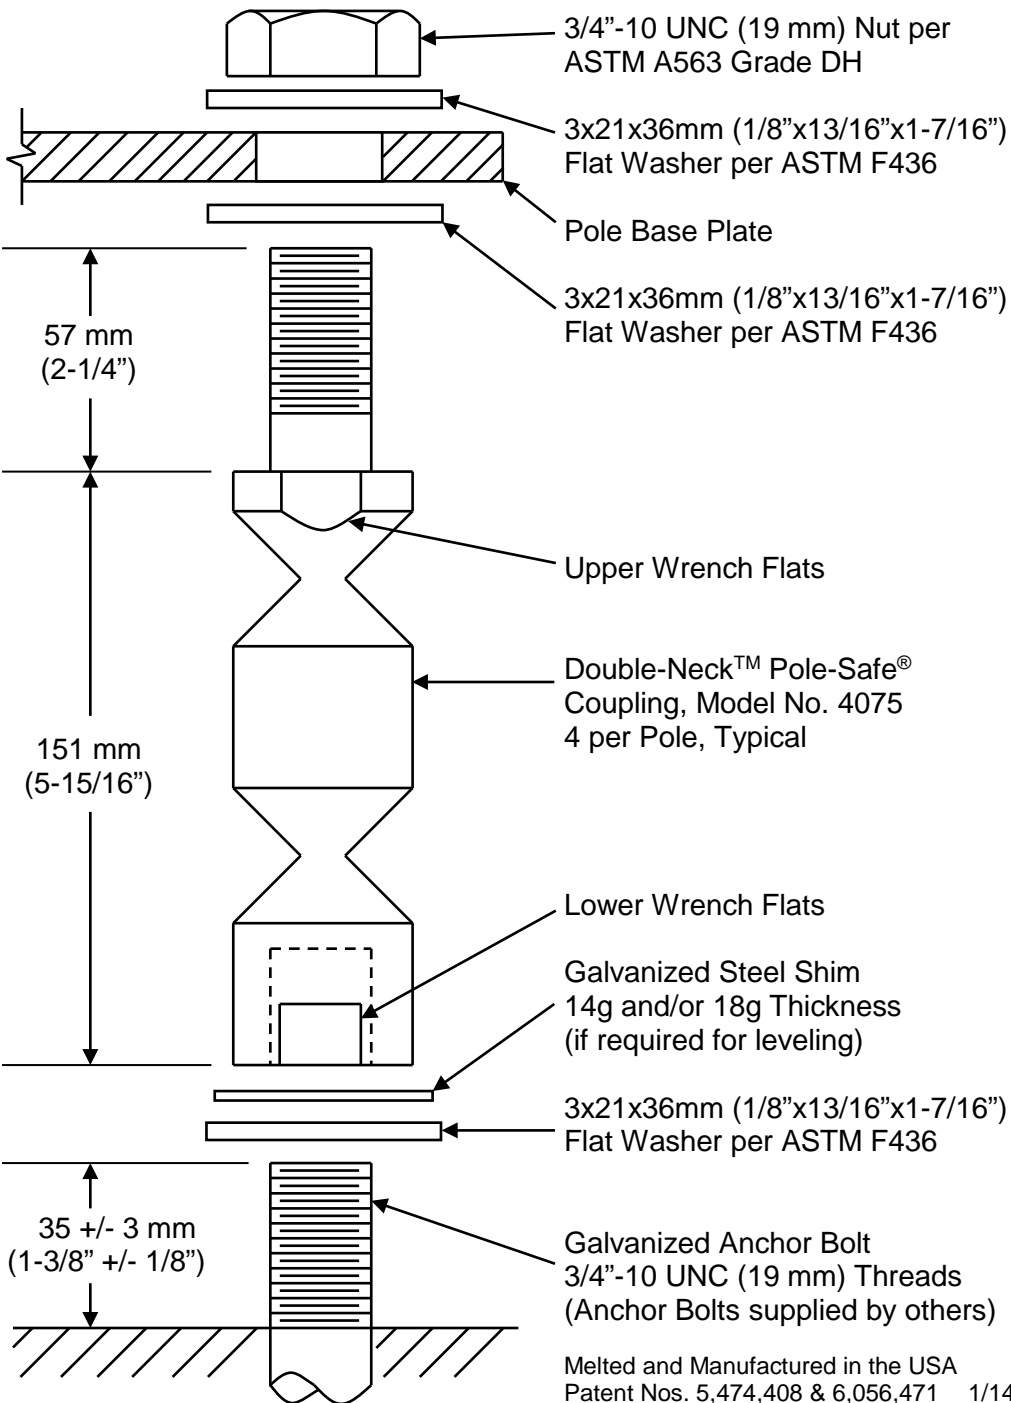 3/4”-10 UNC (19 mm) Nut per
ASTM A563 Grade DH
3x21x36mm (1/8”x13/16”x1-7/16”)
Flat Washer per ASTM F436
Pole Base Plate
3x21x36mm (1/8”x13/16”x1-7/16”)
Flat Washer per ASTM F436
57 mm
(2-1/4”)
Upper Wrench Flats
Double-Neck™ Pole-Safe®
Coupling, Model No. 4075
4 per Pole, Typical
151 mm
(5-15/16”)
Lower Wrench Flats
Galvanized Steel Shim
14g and/or 18g Thickness
(if required for leveling)
3x21x36mm (1/8”x13/16”x1-7/16”)
Flat Washer per ASTM F436
35 +/- 3 mm
(1-3/8” +/- 1/8”)
Galvanized Anchor Bolt
3/4”-10 UNC (19 mm) Threads
(Anchor Bolts supplied by others)
Melted and Manufactured in the USA
Patent Nos. 5,474,408 & 6,056,471 1/14